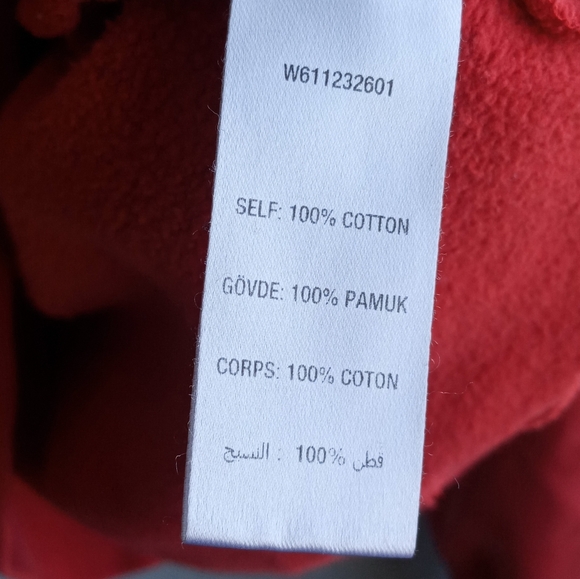 W611232601
SELF: 100% COTTON
GÖVDE: 100% PAMUK
CORPS: 100% COTON
النسيج : 100% قطن